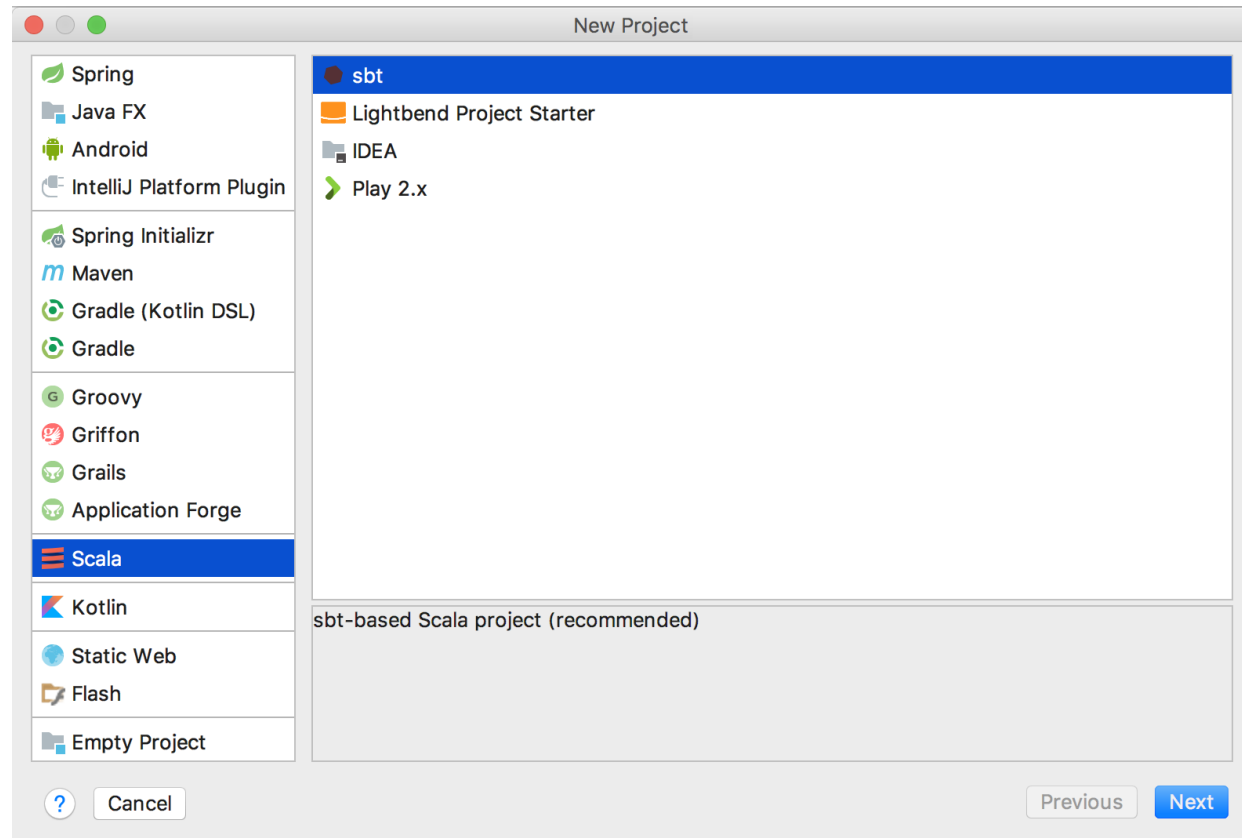 New Project
Spring
Java FX
Android
IntelliJ Platform Plugin
Spring Initializr
Maven
Gradle (Kotlin DSL)
Gradle
Groovy
Griffon
Grails
Application Forge
Scala
Kotlin
Static Web
Flash
Empty Project
sbt
Lightbend Project Starter
IDEA
Play 2.x
sbt-based Scala project (recommended)
? Cancel Previous Next